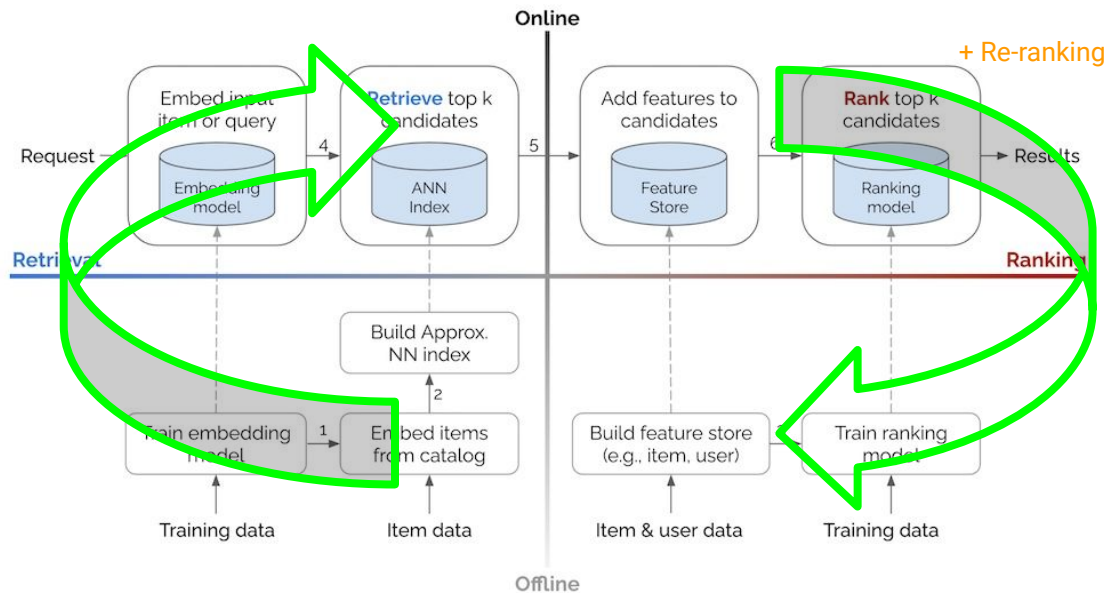 Online
+ Re-ranking
Embed input
item or query
Embedding
model
Retrieve top k
candidates
ANN
Index
Add features to
candidates
Feature
Store
Rank top k
candidates
Ranking
model
Request
4
5
6
Results
Retrieval
Ranking
Build Approx.
NN index
2
Train embedding
model
1
Embed items
from catalog
Build feature store
(e.g., item, user)
Train ranking
model
Training data
Item data
Item & user data
Training data
Offline